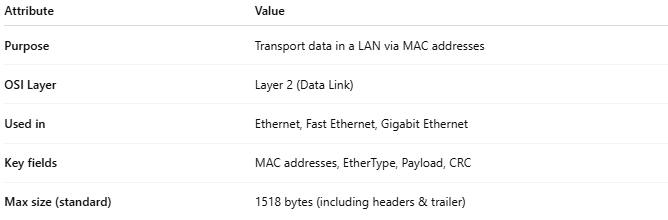 Attribute Value
Purpose Transport data in a LAN via MAC addresses
OSI Layer Layer 2 (Data Link)
Used in Ethernet, Fast Ethernet, Gigabit Ethernet
Key fields MAC addresses, EtherType, Payload, CRC
Max size (standard) 1518 bytes (including headers & trailer)